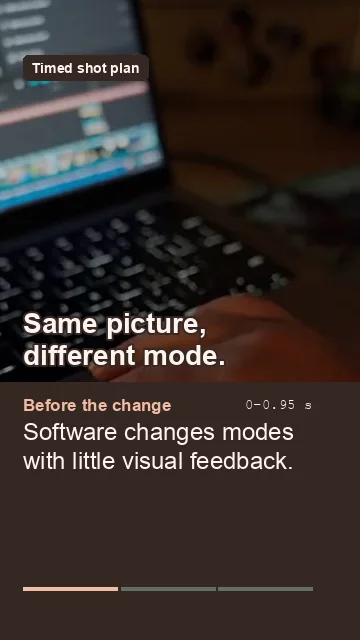 Timed shot plan
Same picture,
different mode.
Before the change
0–0.95 s
Software changes modes
with little visual feedback.